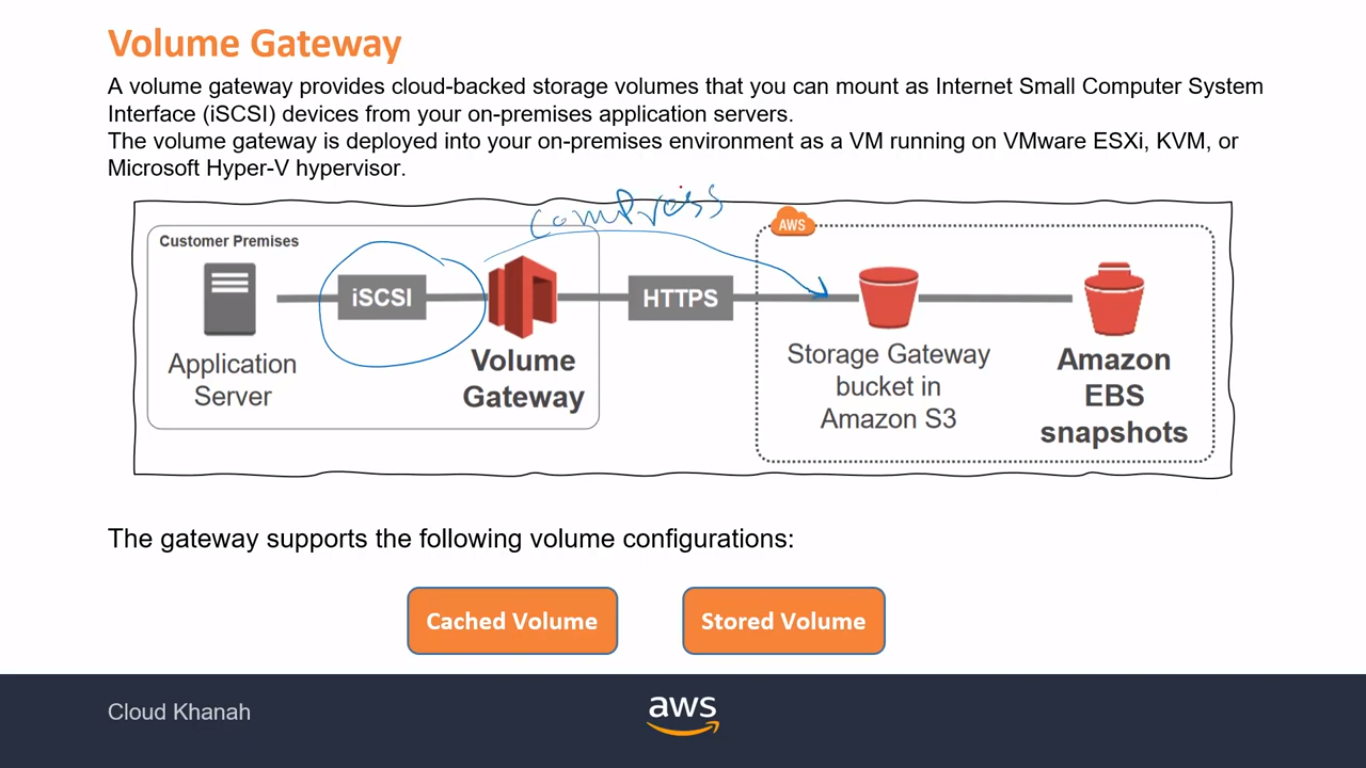 Volume Gateway
A volume gateway provides cloud-backed storage volumes that you can mount as Internet Small Computer System
Interface (iSCSI) devices from your on-premises application servers.
The volume gateway is deployed into your on-premises environment as a VM running on VMware ESXi, KVM, or
Microsoft Hyper-V hypervisor.
compress
AWS
Customer Premises
iSCSI
HTTPS
Application
Server
Volume
Gateway
Storage Gateway
bucket in
Amazon S3
Amazon
EBS
snapshots
The gateway supports the following volume configurations:
Cached Volume
Stored Volume
Cloud Khanah
aws